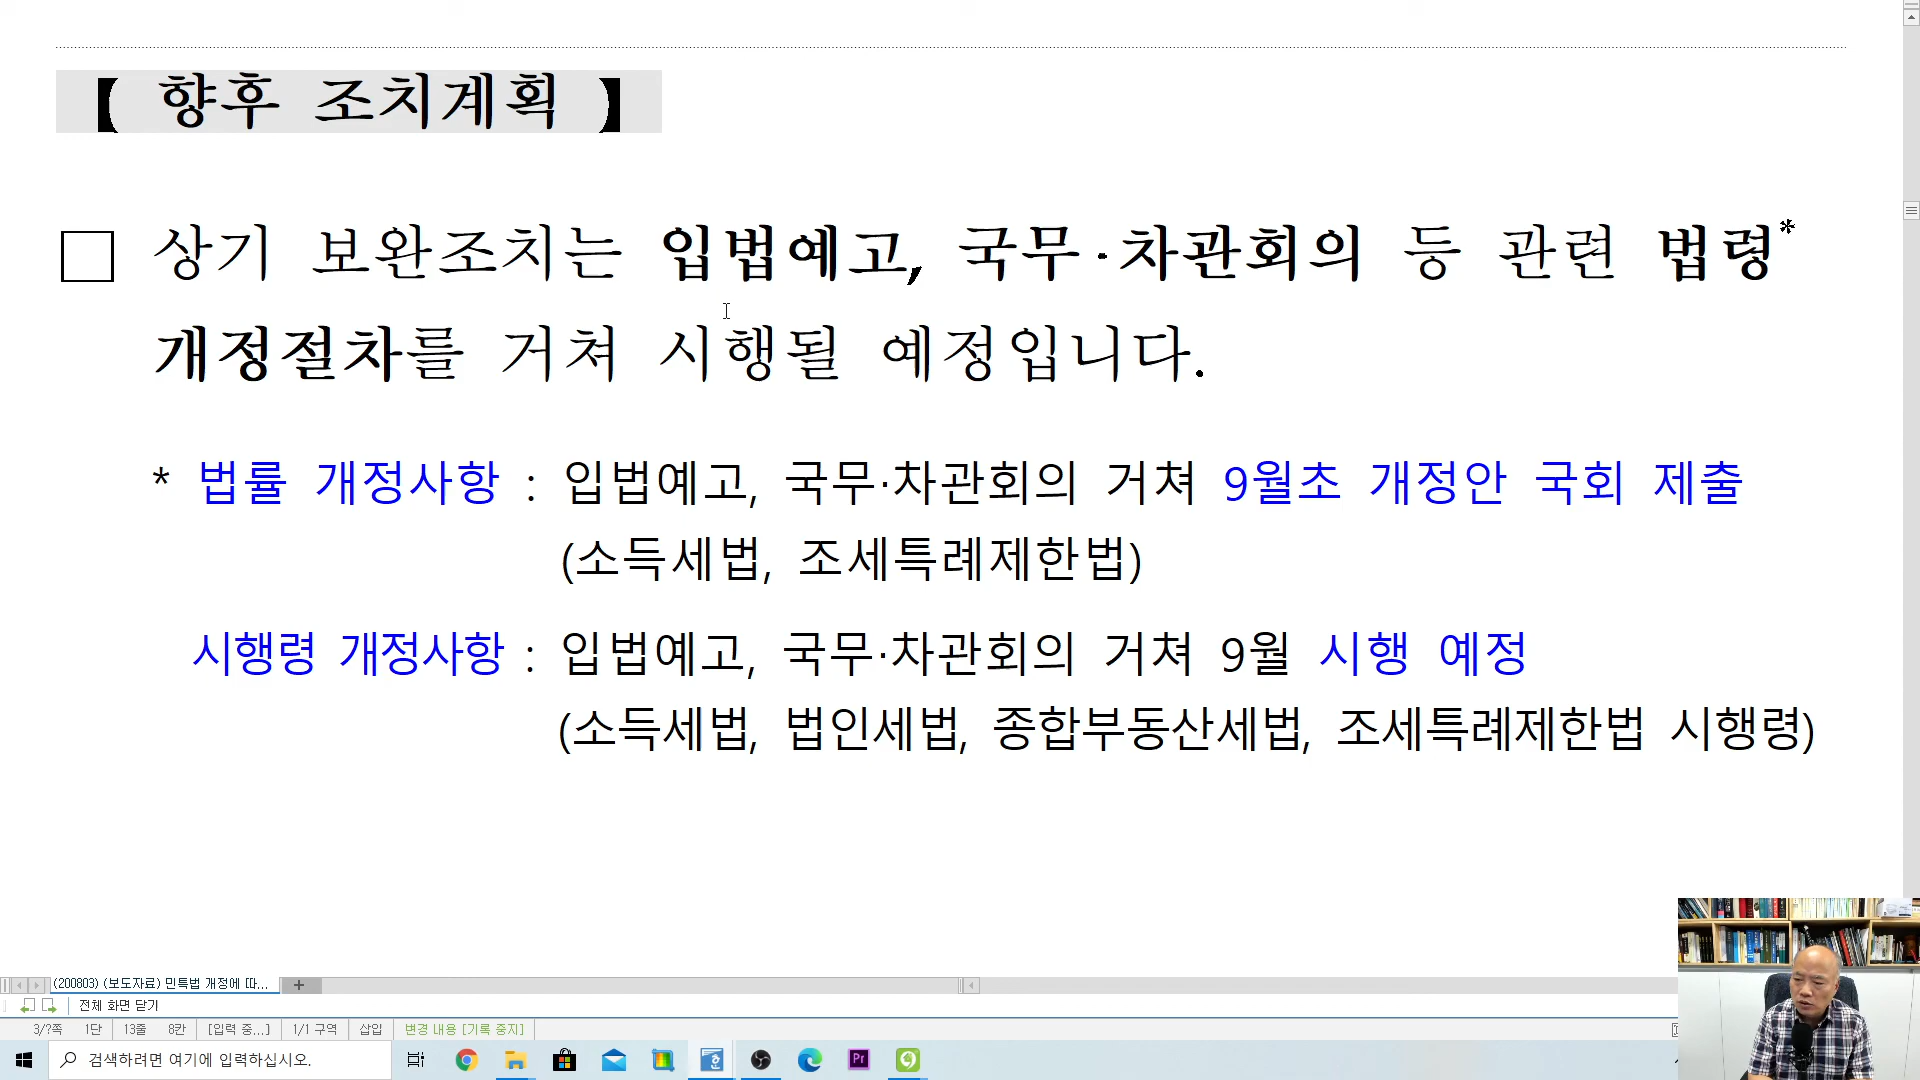 【 향후 조치계획 】
□ 상기 보완조치는 입법예고, 국무·차관회의 등 관련 법령*
개정절차를 거쳐 시행될 예정입니다.
* 법률 개정사항 : 입법예고, 국무·차관회의 거쳐 9월초 개정안 국회 제출
(소득세법, 조세특례제한법)
시행령 개정사항 : 입법예고, 국무·차관회의 거쳐 9월 시행 예정
(소득세법, 법인세법, 종합부동산세법, 조세특례제한법 시행령)
(200803) (보도자료) 민특법 개정에 따...
전체 화면 닫기
3/?쪽 1단 13줄 8칸 [입력 중...] 1/1 구역 삽입 변경 내용 [기록 중지]
검색하려면 여기에 입력하십시오.
Pr